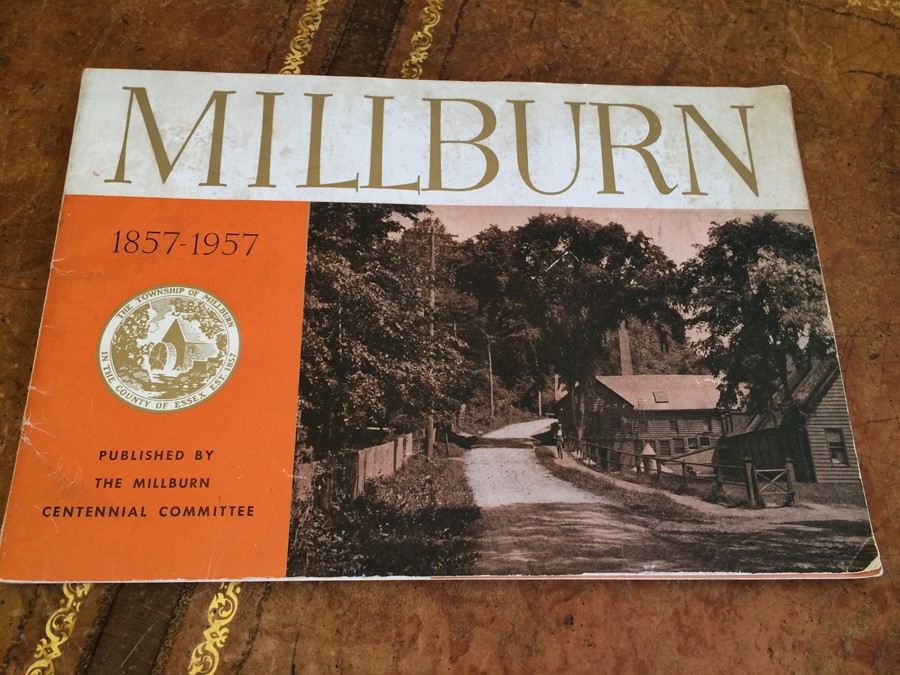 MILLBURN
1857-1957
THE TOWNSHIP OF MILLBURN
IN THE COUNTY OF ESSEX EST. 1857
PUBLISHED BY
THE MILLBURN
CENTENNIAL COMMITTEE